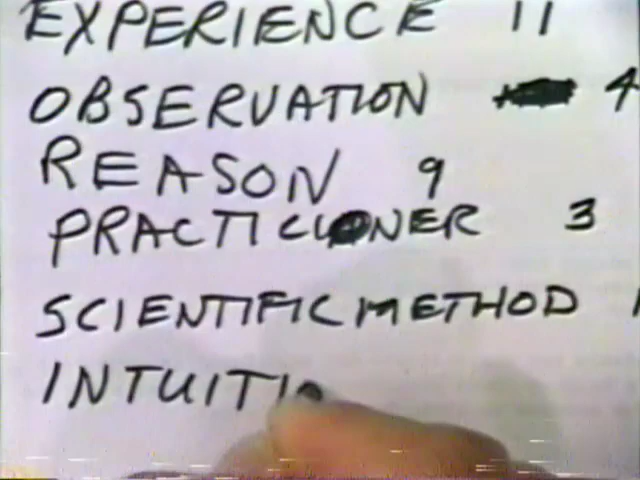 EXPERIENCE 11
OBSERVATION 4
REASON 9
PRACTICIONER 3
SCIENTIFIC METHOD
INTUITI